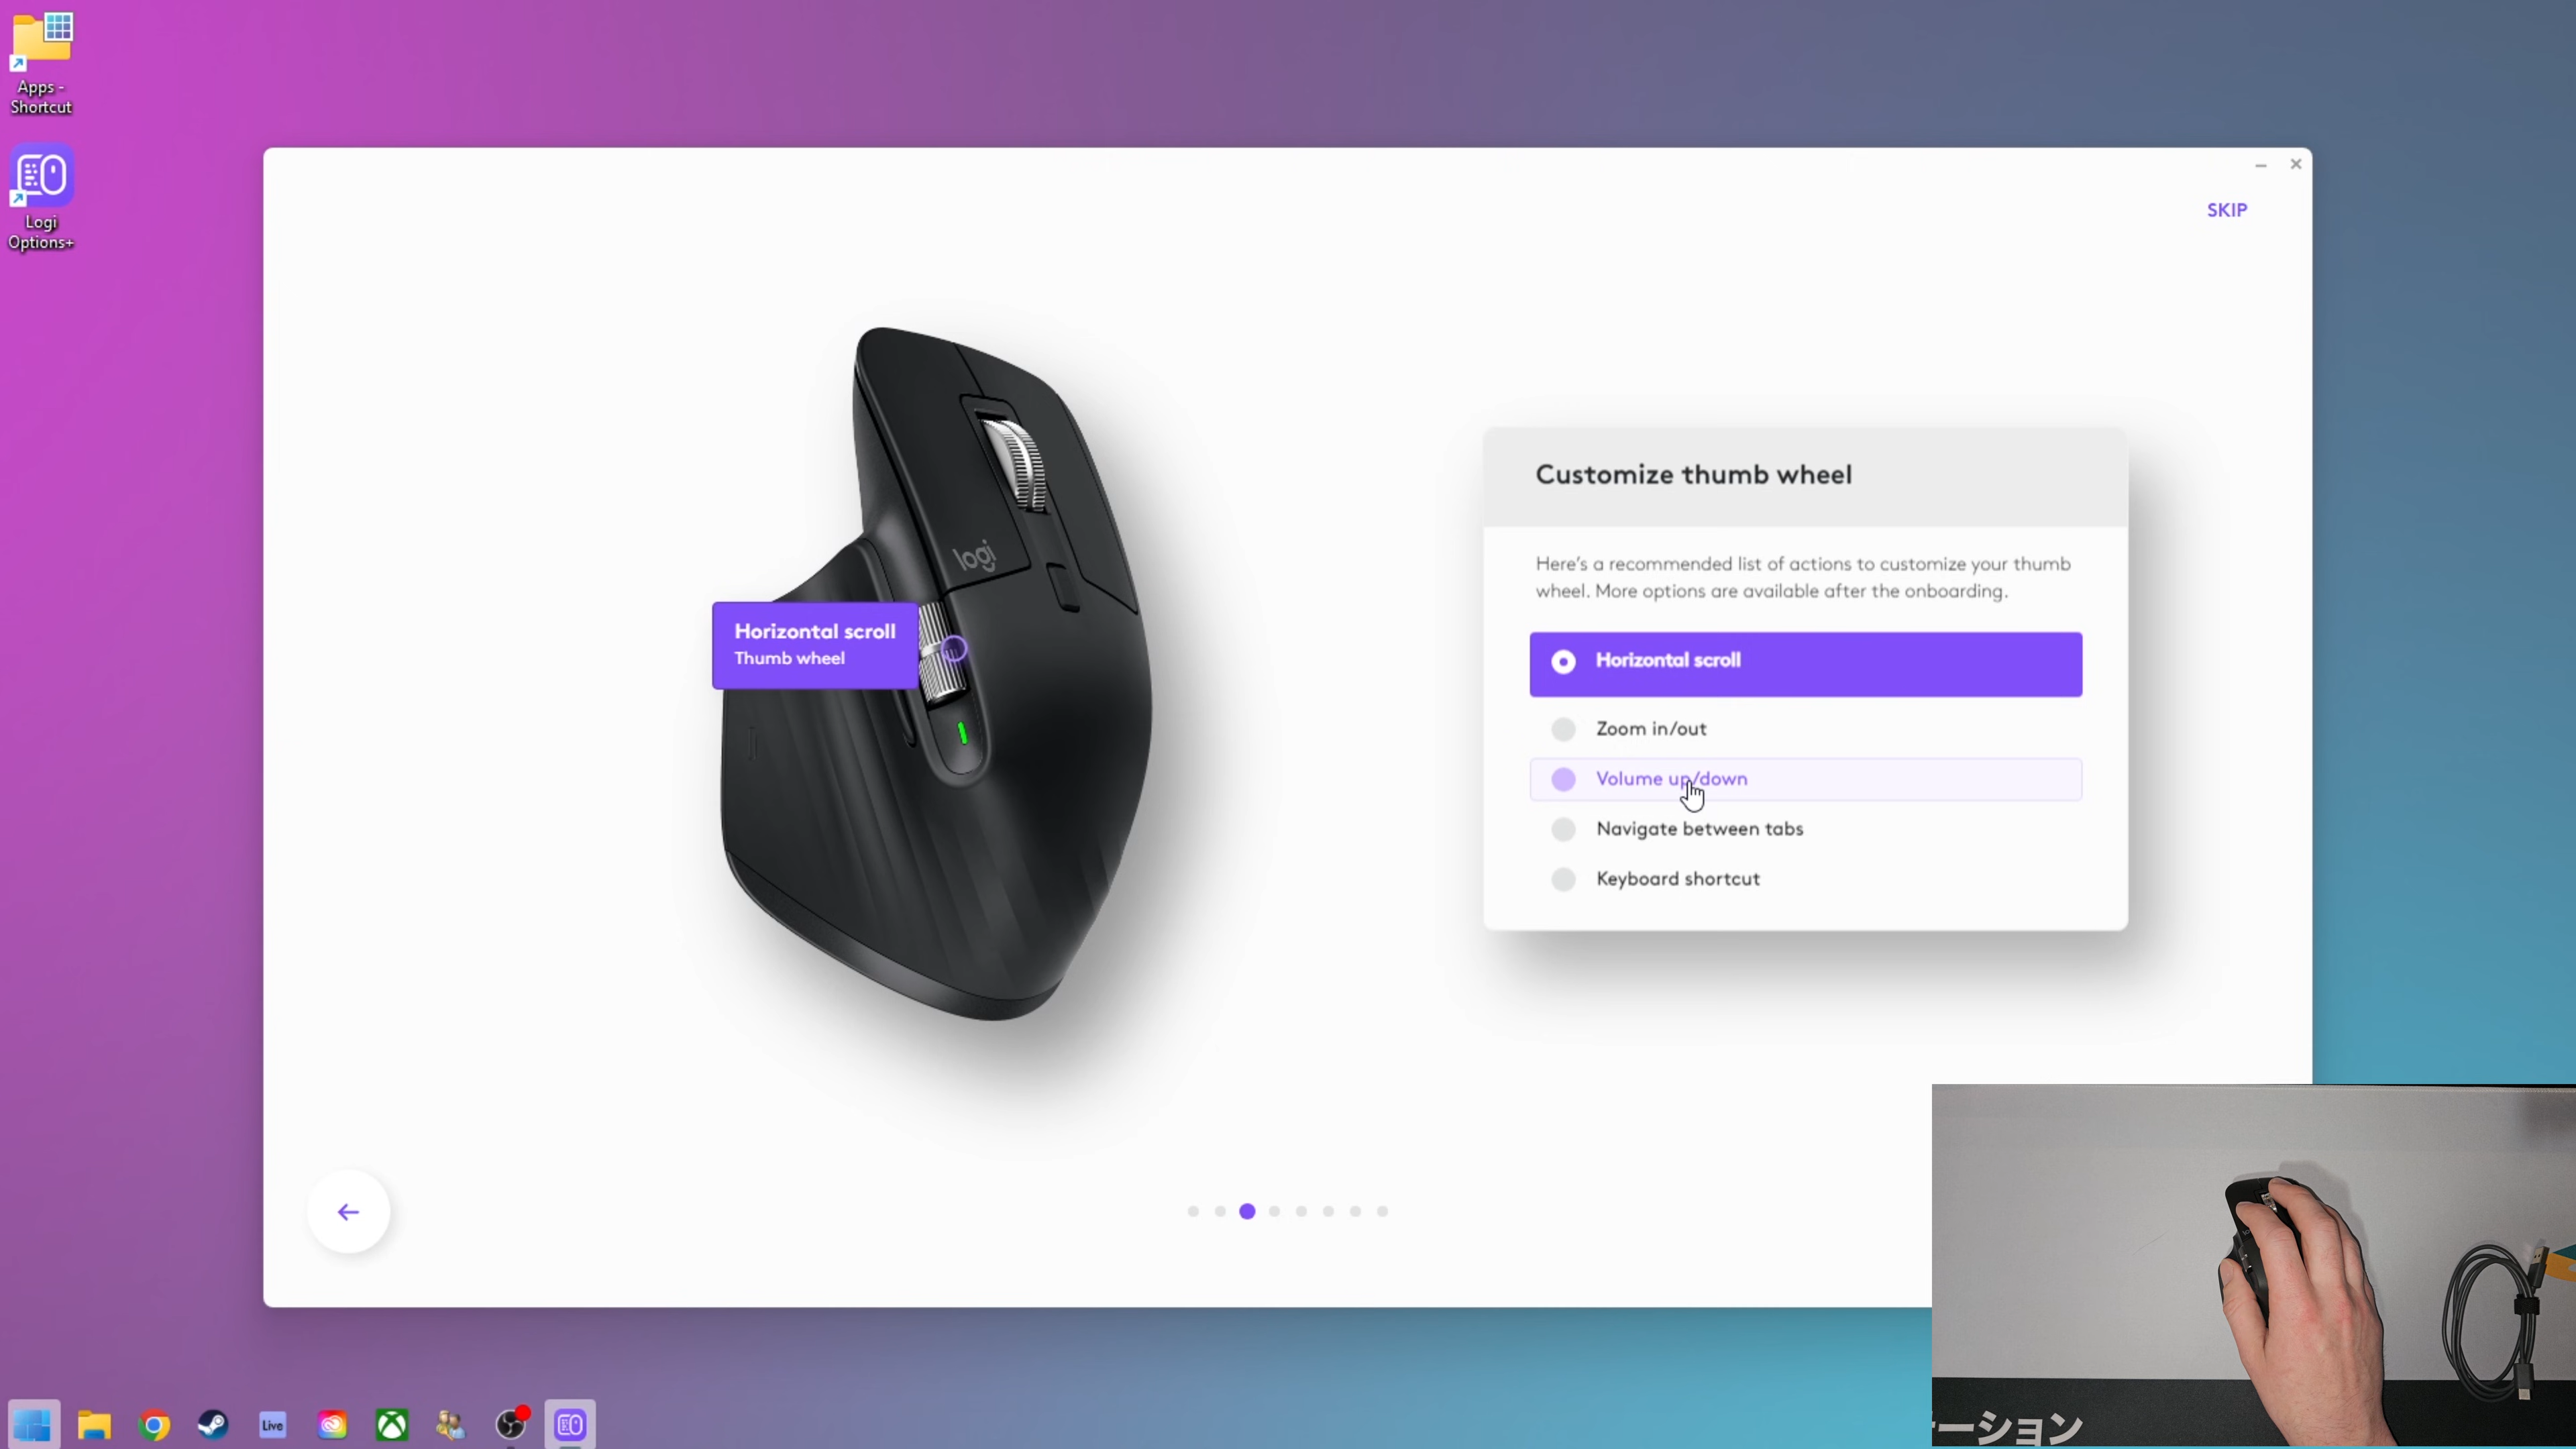 Apps -
Shortcut
Logi
Options+
SKIP
logi
Horizontal scroll
Thumb wheel
Customize thumb wheel
Here's a recommended list of actions to customize your thumb
wheel. More options are available after the onboarding.
Horizontal scroll
Zoom in/out
Volume up/down
Navigate between tabs
Keyboard shortcut
Live
ーション